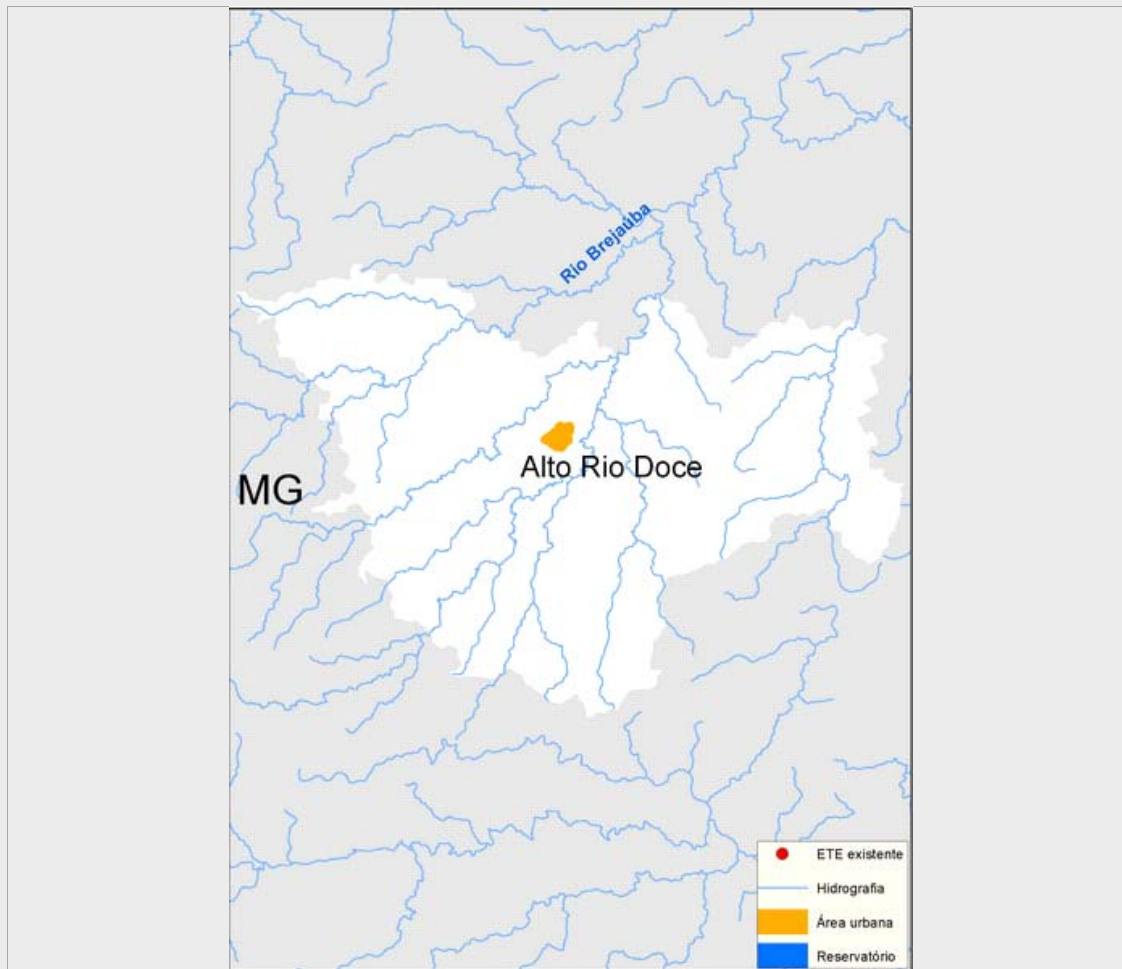 Rio Brejaúba
Alto Rio Doce
MG
ETE existente
Hidrografia
Área urbana
Reservatório